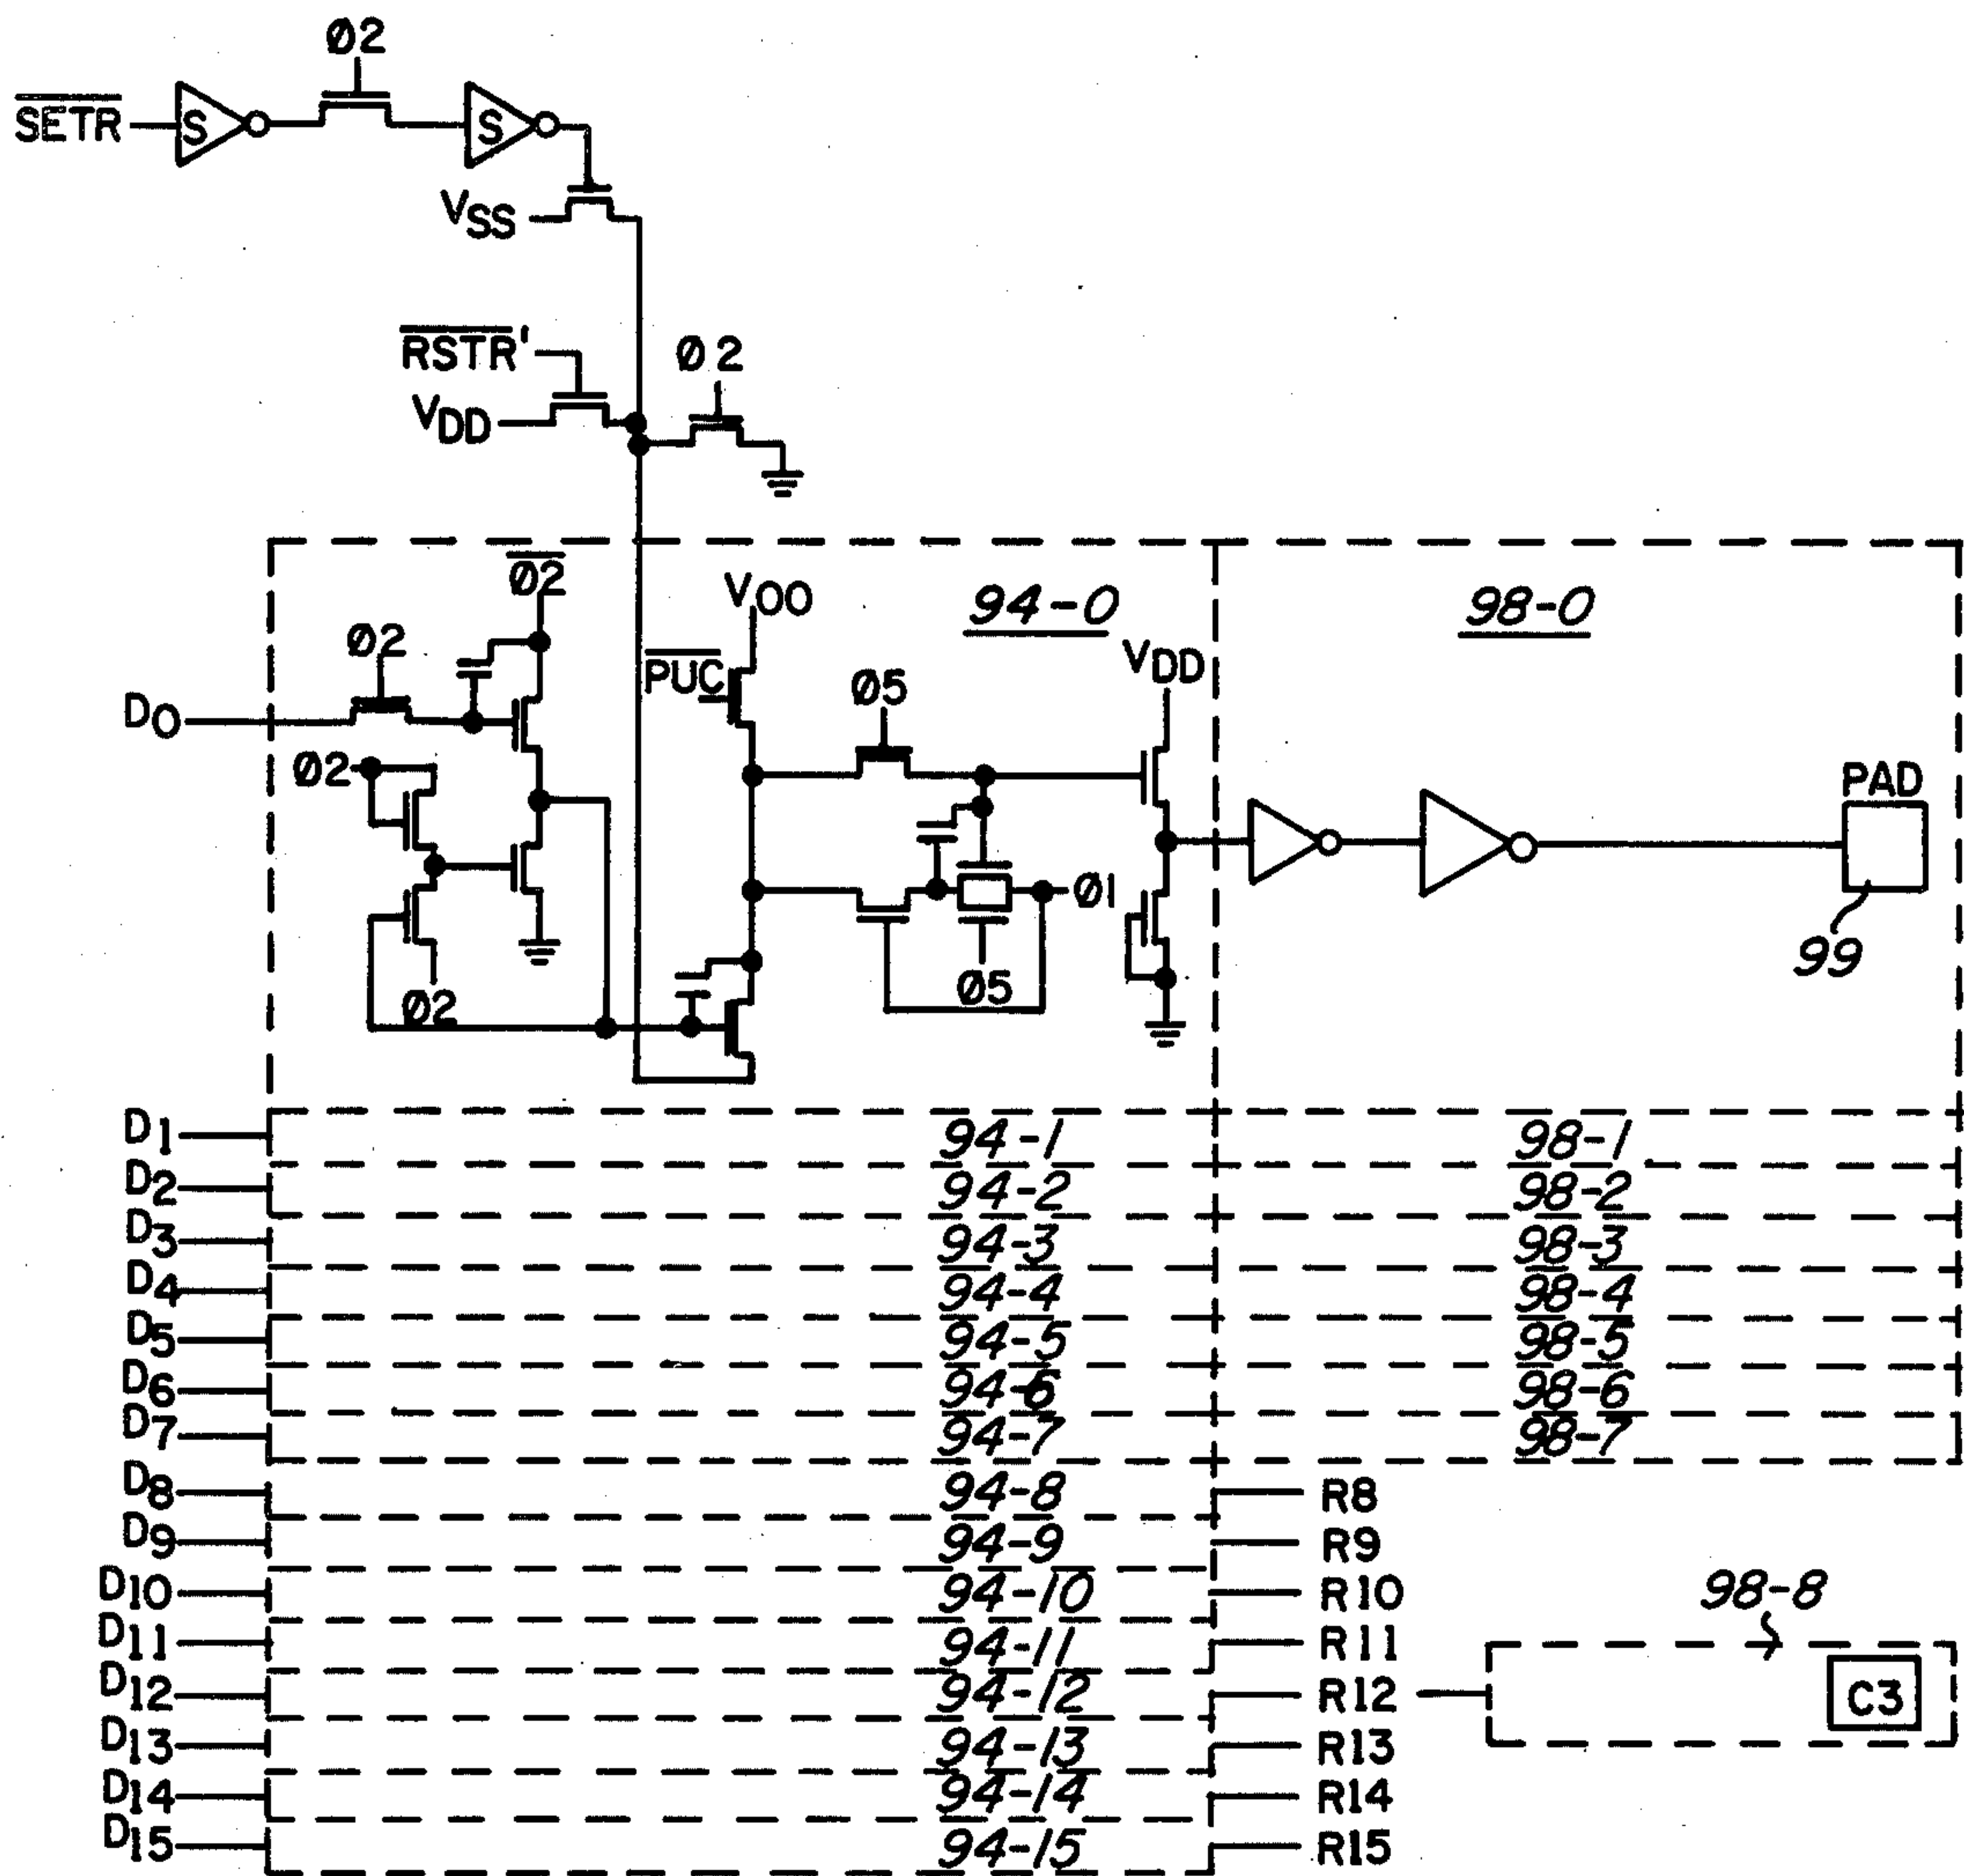 Ø2
SETR
S
S
VSS
RSTR'
Ø2
VDD
Ø2
VOO
94-0
98-0
Ø2
PUC
VDD
Ø5
DO
Ø2
PAD
Ø1
99
Ø2
Ø5
D1 94-1 98-1
D2 94-2 98-2
D3 94-3 98-3
D4 94-4 98-4
D5 94-5 98-5
D6 94-6 98-6
D7 94-7 98-7
D8 94-8 R8
D9 94-9 R9
D10 94-10 R10 98-8
D11 94-11 R11
D12 94-12 R12 C3
D13 94-13 R13
D14 94-14 R14
D15 94-15 R15